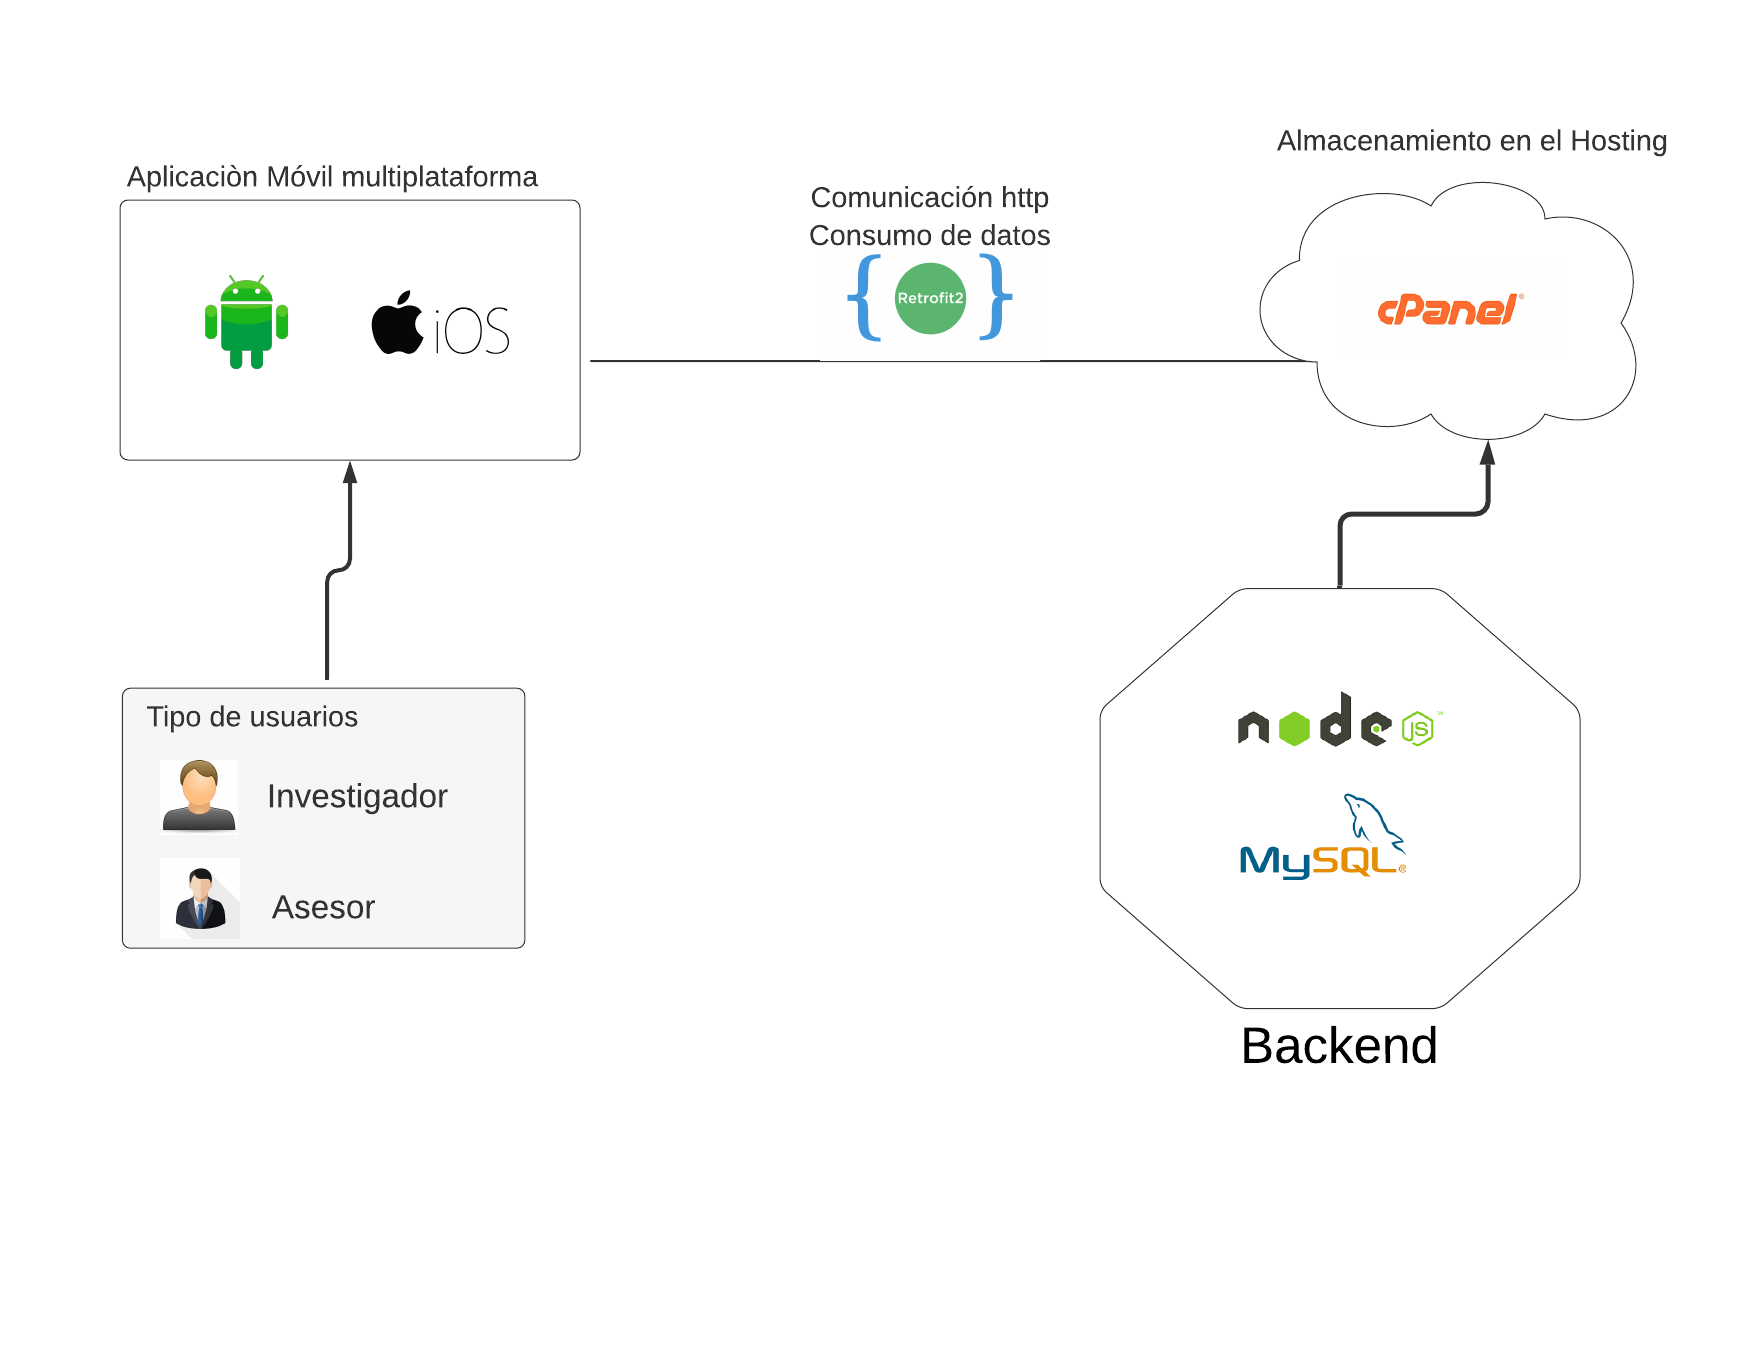 Almacenamiento en el Hosting
Aplicaciòn Móvil multiplataforma
Comunicación http
Consumo de datos
{ Retrofit2 }
iOS
cPanel®
Tipo de usuarios
Investigador
Asesor
node JS™
MySQL®
Backend